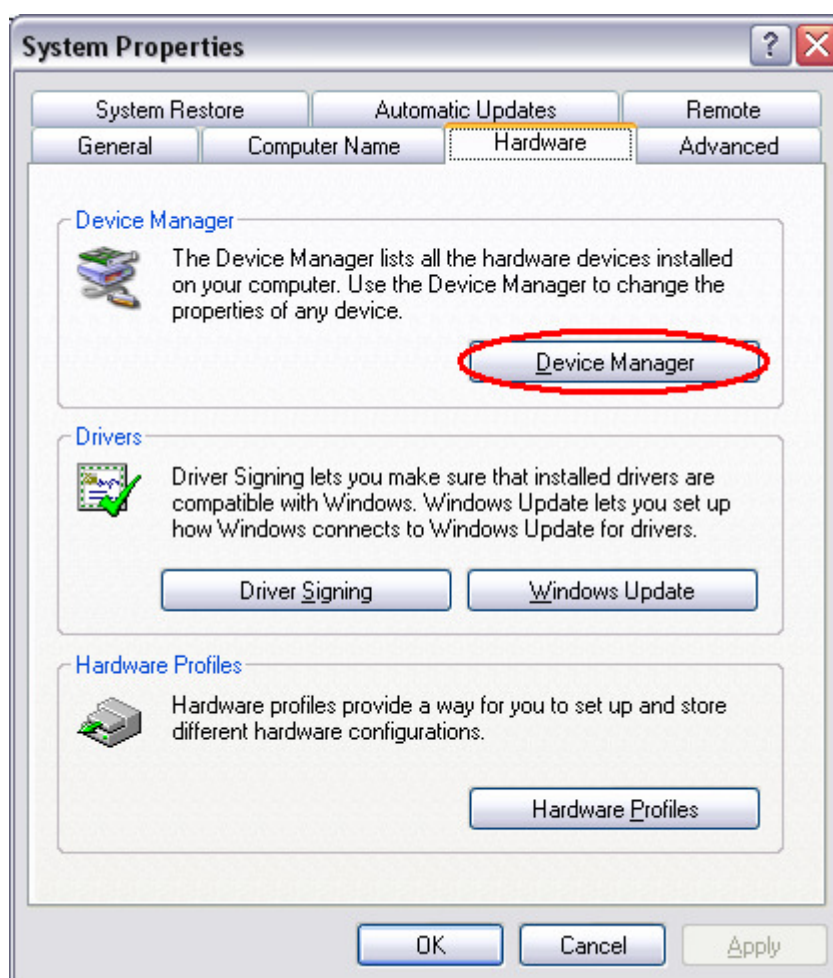 System Properties
System Restore
Automatic Updates
Remote
General
Computer Name
Hardware
Advanced
Device Manager
The Device Manager lists all the hardware devices installed
on your computer. Use the Device Manager to change the
properties of any device.
Device Manager
Drivers
Driver Signing lets you make sure that installed drivers are
compatible with Windows. Windows Update lets you set up
how Windows connects to Windows Update for drivers.
Driver Signing
Windows Update
Hardware Profiles
Hardware profiles provide a way for you to set up and store
different hardware configurations.
Hardware Profiles
OK
Cancel
Apply